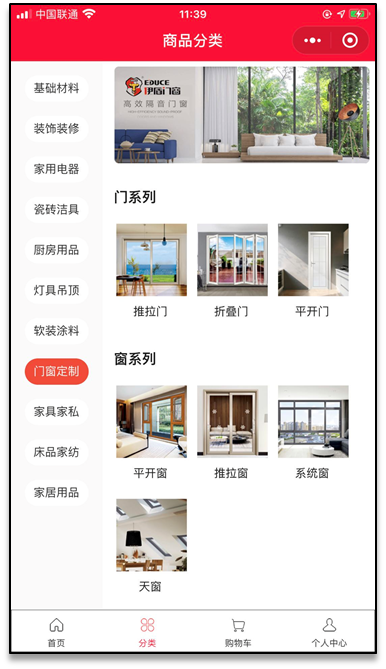 中国联通
11:39
商品分类
基础材料
装饰装修
家用电器
瓷砖洁具
厨房用品
灯具吊顶
软装涂料
门窗定制
家具家私
床品家纺
家居用品
EDUCE
伊盾门窗
高效隔音门窗
门系列
推拉门
折叠门
平开门
窗系列
平开窗
推拉窗
系统窗
天窗
首页
分类
购物车
个人中心